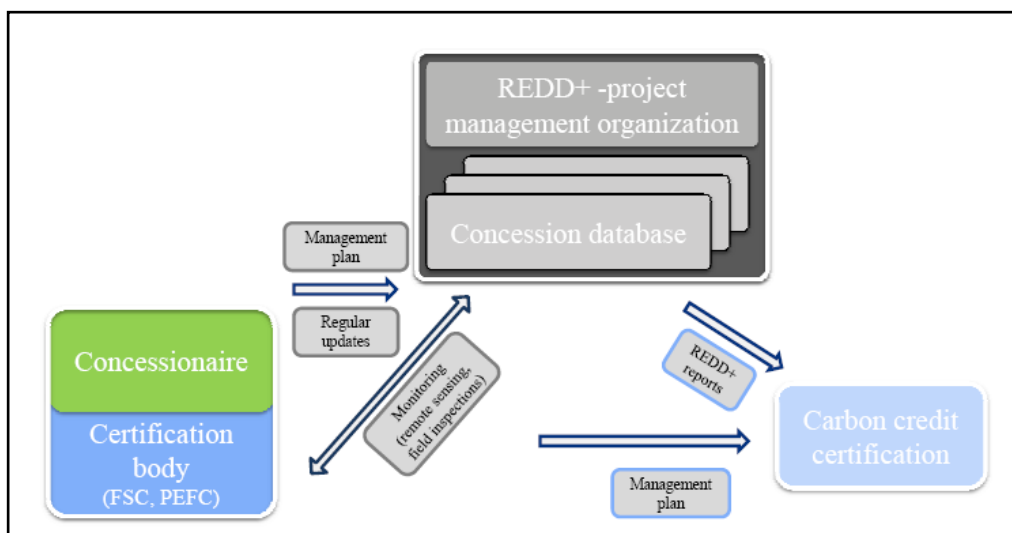 REDD+ -project
management organization
Concession database
Management
plan
Regular
updates
Concessionaire
Certification
body
(FSC, PEFC)
Monitoring
(remote sensing,
field inspections)
REDD+
reports
Carbon credit
certification
Management
plan